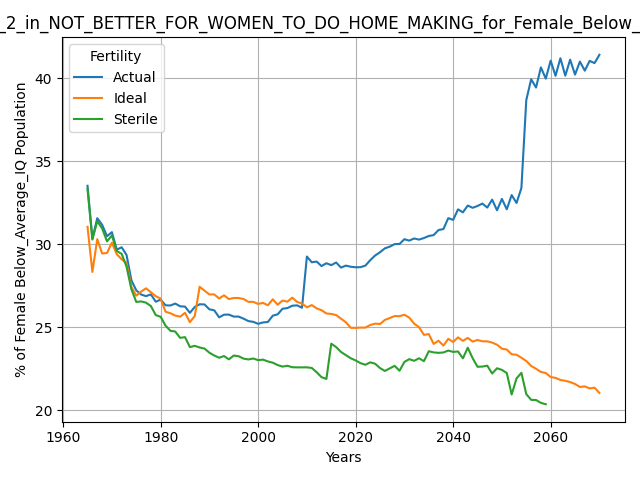 _2_in_NOT_BETTER_FOR_WOMEN_TO_DO_HOME_MAKING_for_Female_Below_
Fertility
Actual
Ideal
Sterile
% of Female Below_Average_IQ Population
40
35
30
25
20
1960
1980
2000
2020
2040
2060
Years